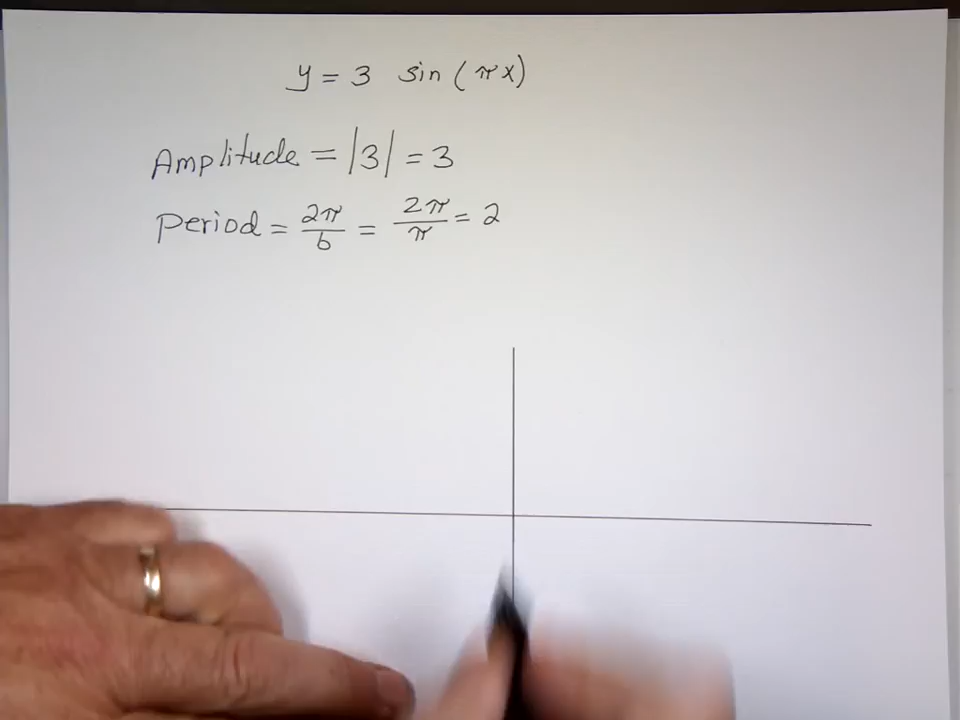 y = 3 sin (πx)
Amplitude = |3| = 3
Period = 2π/b = 2π/π = 2